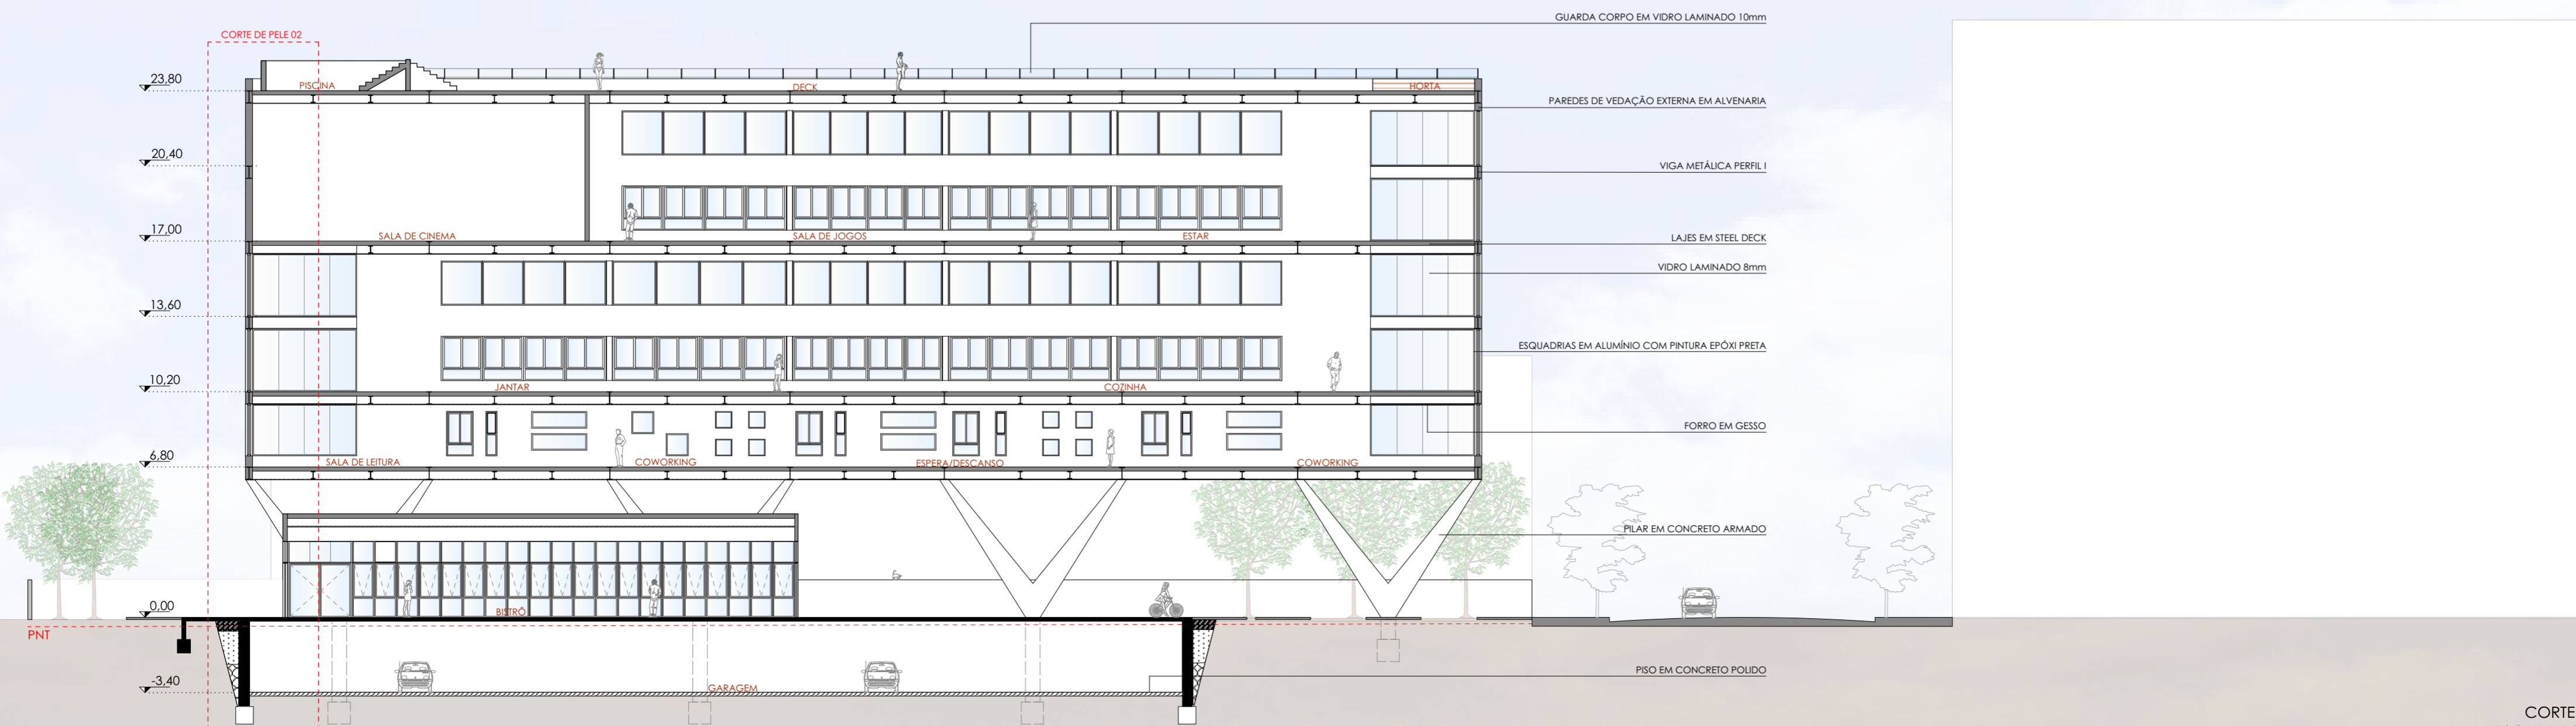 GUARDA CORPO EM VIDRO LAMINADO 10mm
CORTE DE PELE 02
23,80
PISCINA
DECK
HORTA
PAREDES DE VEDAÇÃO EXTERNA EM ALVENARIA
20,40
VIGA METÁLICA PERFIL I
17,00
SALA DE CINEMA
SALA DE JOGOS
ESTAR
LAJES EM STEEL DECK
VIDRO LAMINADO 8mm
13,60
ESQUADRIAS EM ALUMÍNIO COM PINTURA EPÓXI PRETA
10,20
JANTAR
COZINHA
FORRO EM GESSO
6,80
SALA DE LEITURA
COWORKING
ESPERA/DESCANSO
COWORKING
PILAR EM CONCRETO ARMADO
0,00
BISTRÔ
PNT
PISO EM CONCRETO POLIDO
-3,40
GARAGEM
CORTE